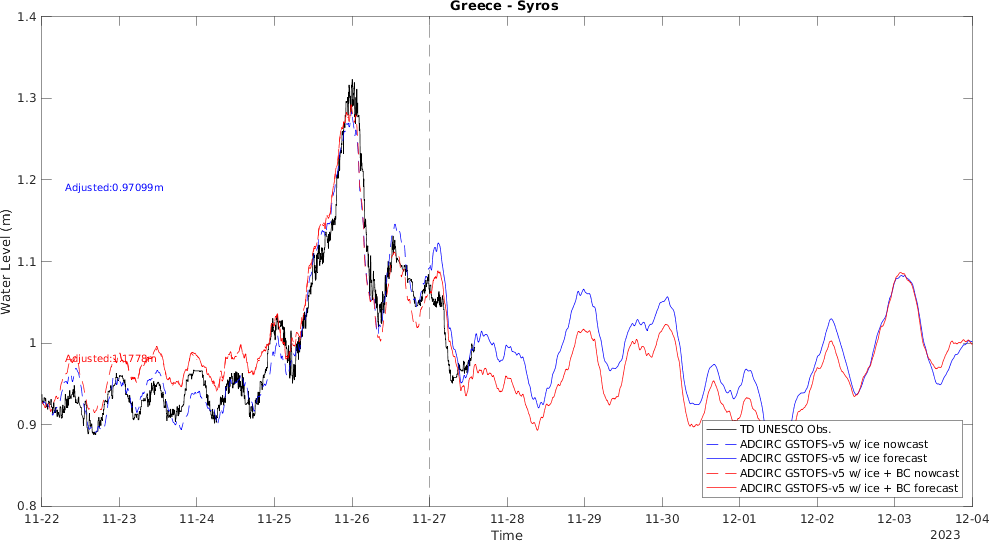 Greece - Syros
1.4
1.3
1.2
1.1
1
0.9
0.8
Water Level (m)
Adjusted:0.97099m
Adjusted:1.1778m
TD UNESCO Obs.
ADCIRC GSTOFS-v5 w/ ice nowcast
ADCIRC GSTOFS-v5 w/ ice forecast
ADCIRC GSTOFS-v5 w/ ice + BC nowcast
ADCIRC GSTOFS-v5 w/ ice + BC forecast
11-22 11-23 11-24 11-25 11-26 11-27 11-28 11-29 11-30 12-01 12-02 12-03 12-04
Time
2023